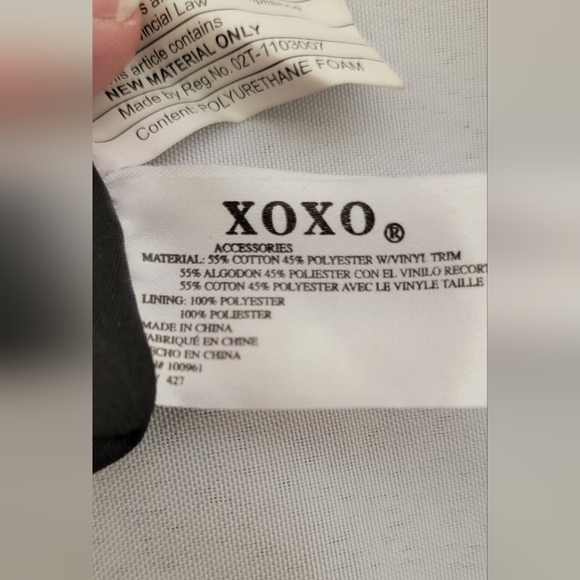 ncial Law
article contains
NEW MATERIAL ONLY
Made by Reg.No. 02T-1103007
Content: POLYURETHANE FOAM
XOXO®
ACCESSORIES
MATERIAL: 55% COTTON 45% POLYESTER W/VINYL TRIM
55% ALGODON 45% POLIESTER CON EL VINILO RECORT
55% COTON 45% POLYESTER AVEC LE VINYLE TAILLE
LINING: 100% POLYESTER
100% POLIESTER
MADE IN CHINA
FABRIQUÉ EN CHINE
HECHO EN CHINA
# 100961
427